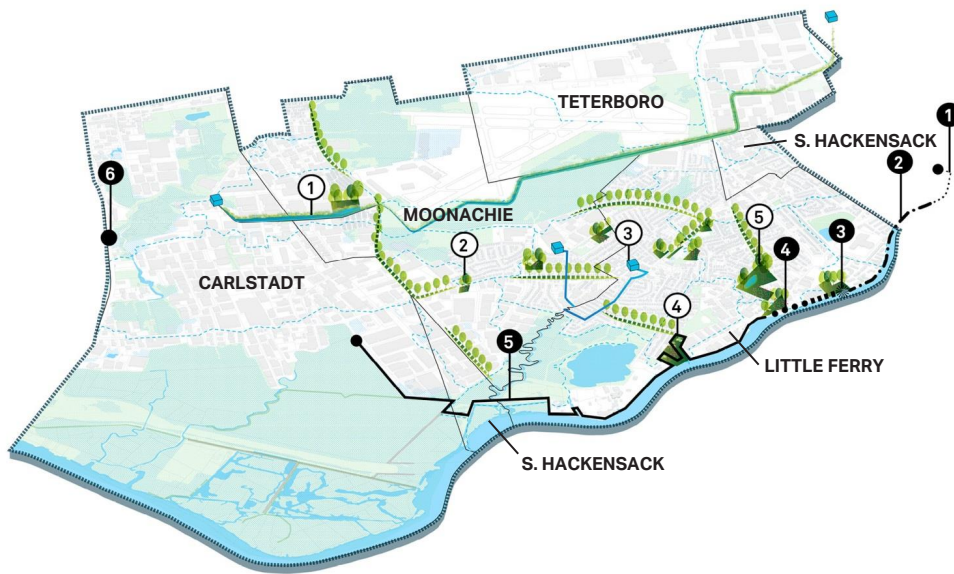 TETERBORO
1
S. HACKENSACK
2
6
1
MOONACHIE
2
3
5
4
3
CARLSTADT
4
5
LITTLE FERRY
S. HACKENSACK